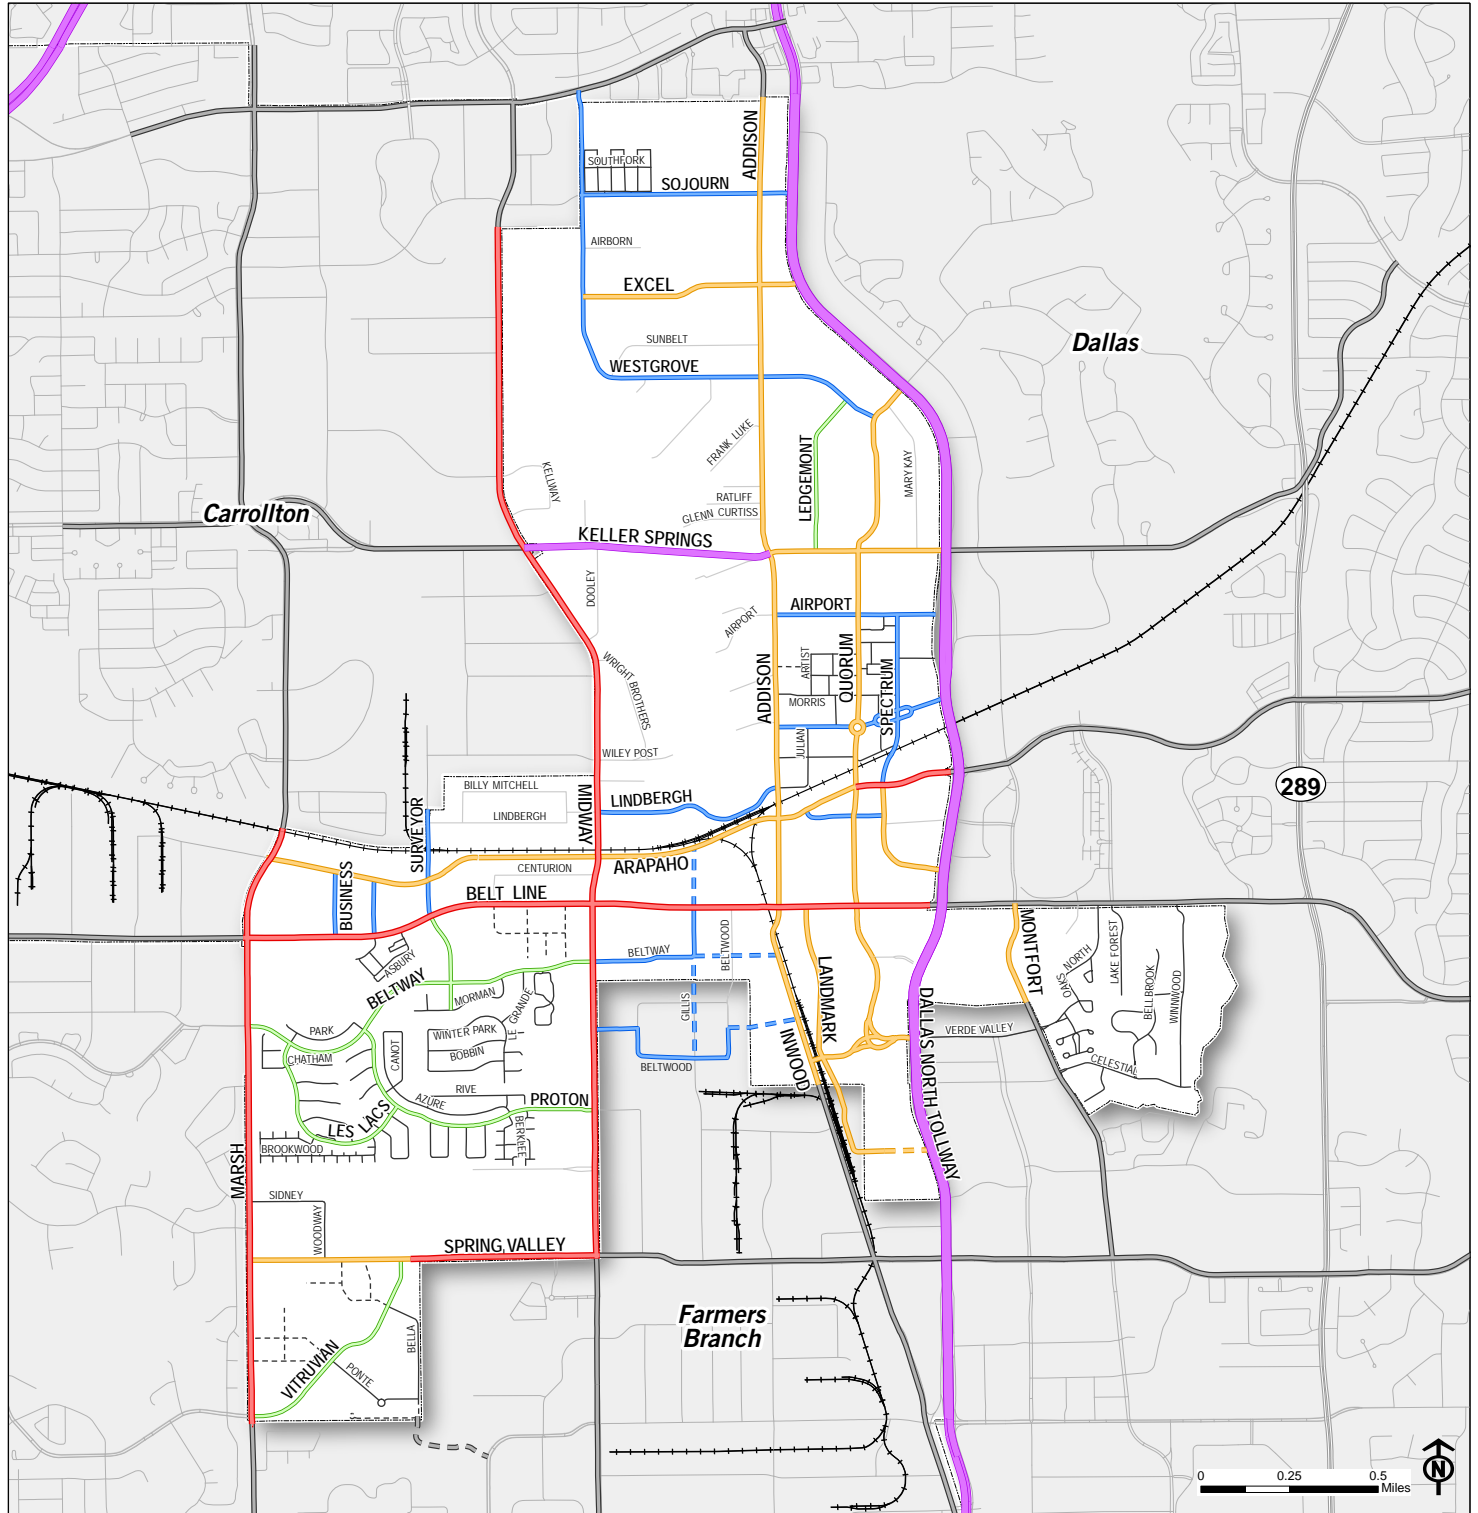 ADDISON
SOUTHFORK
SOJOURN
AIRBORN
EXCEL
SUNBELT
Dallas
WESTGROVE
FRANK LUKE
LEDGEMONT
MARY KAY
KELLWAY
RATLIFF
GLENN CURTISS
Carrollton
KELLER SPRINGS
DOOLEY
AIRPORT
AIRPORT
ADDISON
ARTIST
QUORUM
SPECTRUM
WRIGHT BROTHERS
MORRIS
JULIAN
WILEY POST
BILLY MITCHELL
289
MIDWAY
LINDBERGH
LINDBERGH
SURVEYOR
ARAPAHO
CENTURION
BUSINESS
BELT LINE
MONTFORT
BELTWOOD
BELTWAY
ASBURY
BELTWAY
MORMAN
LE GRANDE
GILLIS
LANDMARK
OAKS NORTH
LAKE FOREST
BELLBROOK
WINNWOOD
DALLAS NORTH TOLLWAY
PARK
WINTER PARK
VERDE VALLEY
CHATHAM
CANOT
BOBBIN
INWOOD
BELTWOOD
CELESTIAL
RIVE
AZURE
PROTON
LES LACS
BERKLEE
BROOKWOOD
MARSH
SIDNEY
WOODWAY
SPRING VALLEY
Farmers
Branch
BELLA
VITRUVIAN
PONTE
N
0 0.25 0.5
Miles